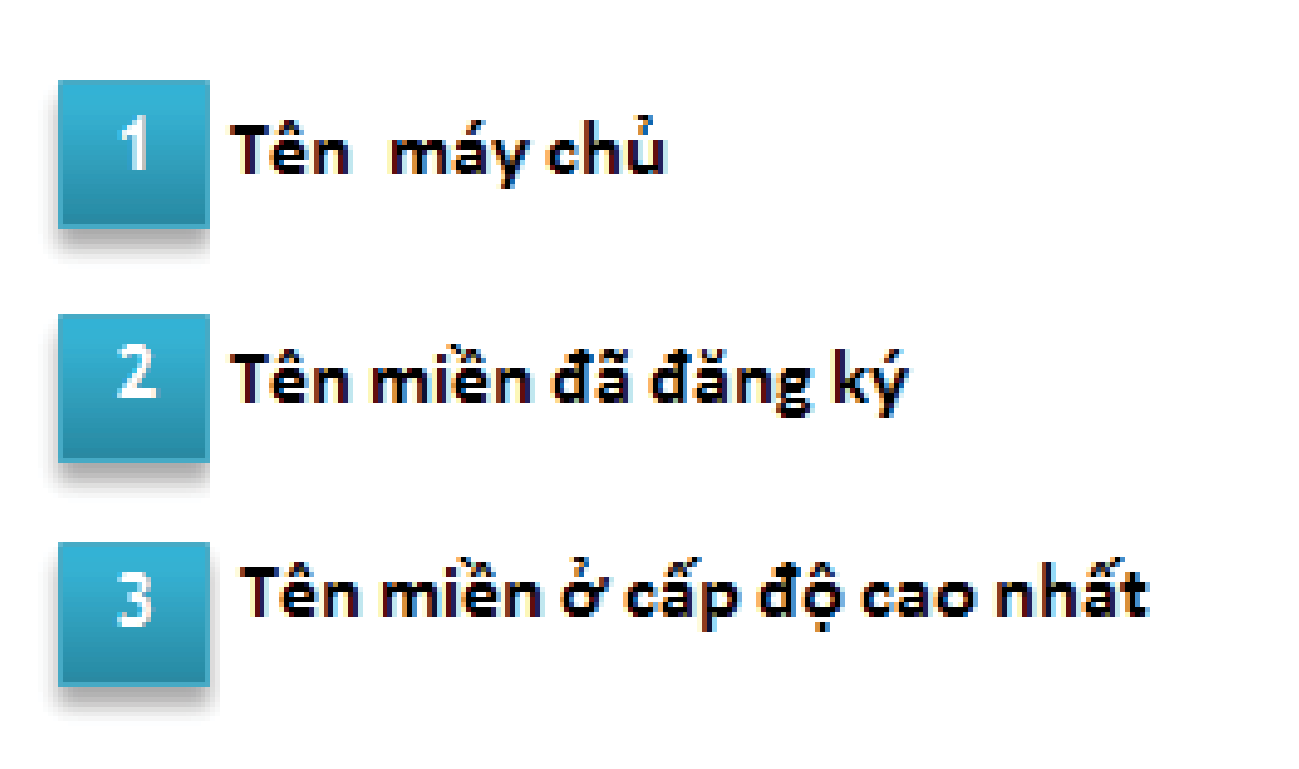 1 Tên máy chủ
2 Tên miền đã đăng ký
3 Tên miền ở cấp độ cao nhất